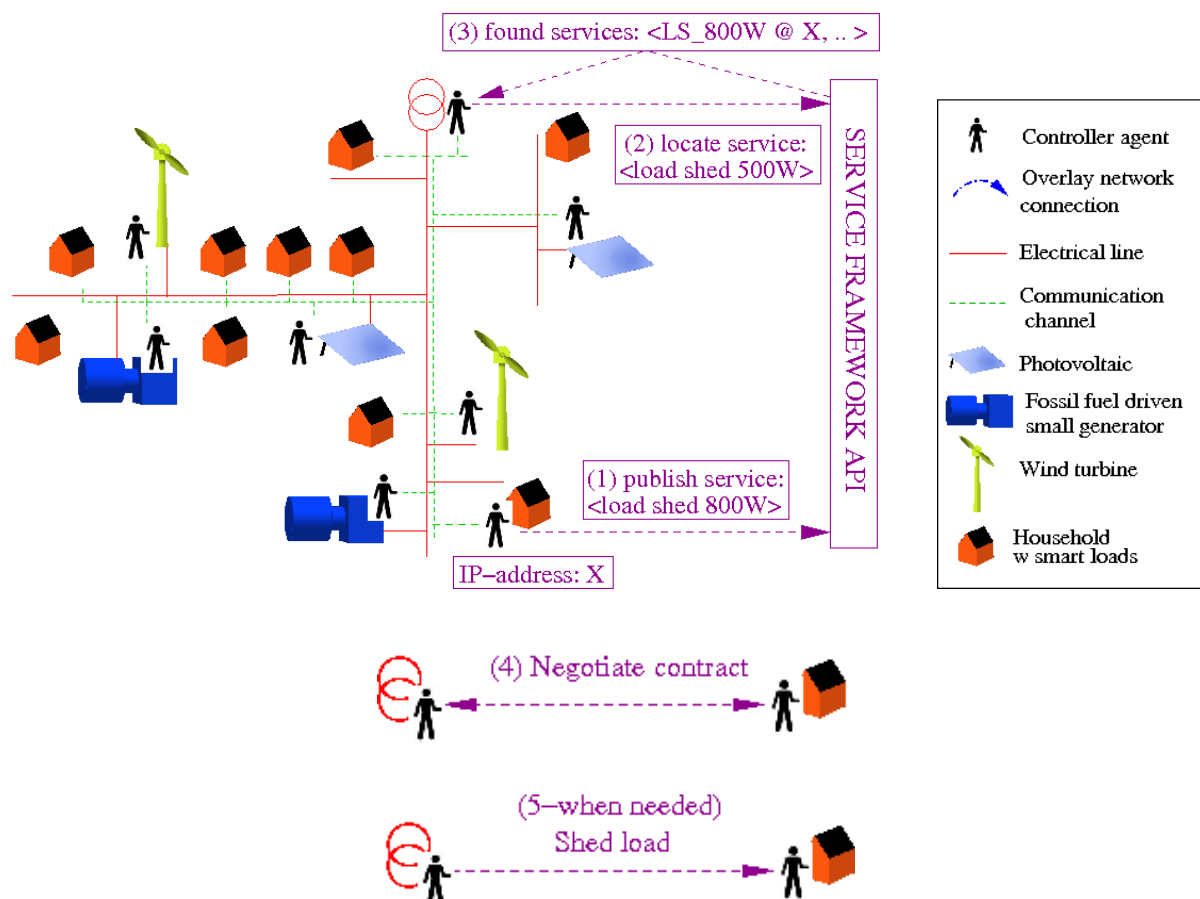 (3) found services: <LS_800W @ X, .. >
(2) locate service:
<load shed 500W>
(1) publish service:
<load shed 800W>
IP−address: X
SERVICE FRAMEWORK API
Controller agent
Overlay network
connection
Electrical line
Communication
channel
Photovoltaic
Fossil fuel driven
small generator
Wind turbine
Household
w smart loads
(4) Negotiate contract
(5−when needed)
Shed load